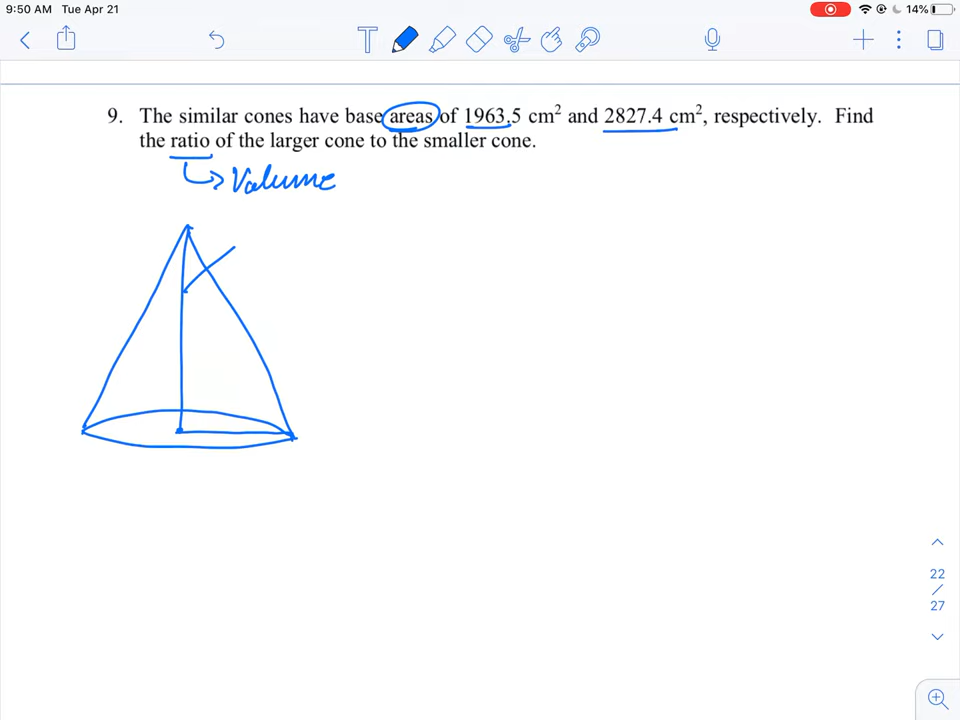 9:50 AM Tue Apr 21
14%
T
9. The similar cones have base areas of 1963.5 cm² and 2827.4 cm², respectively. Find
the ratio of the larger cone to the smaller cone.
Volume
22
/
27